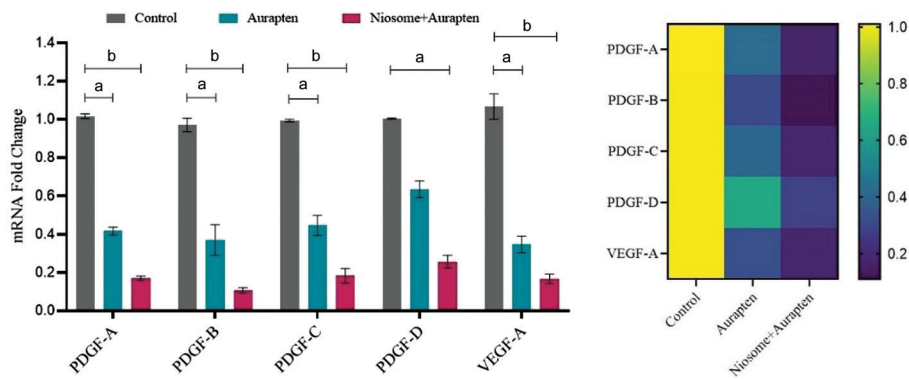 Control Aurapten Niosome+Aurapten
mRNA Fold Change
1.4
1.2
1.0
0.8
0.6
0.4
0.2
0.0
b b b a b
a a a a
PDGF-A PDGF-B PDGF-C PDGF-D VEGF-A
PDGF-A
PDGF-B
PDGF-C
PDGF-D
VEGF-A
Control Aurapten Niosome+Aurapten
1.0
0.8
0.6
0.4
0.2